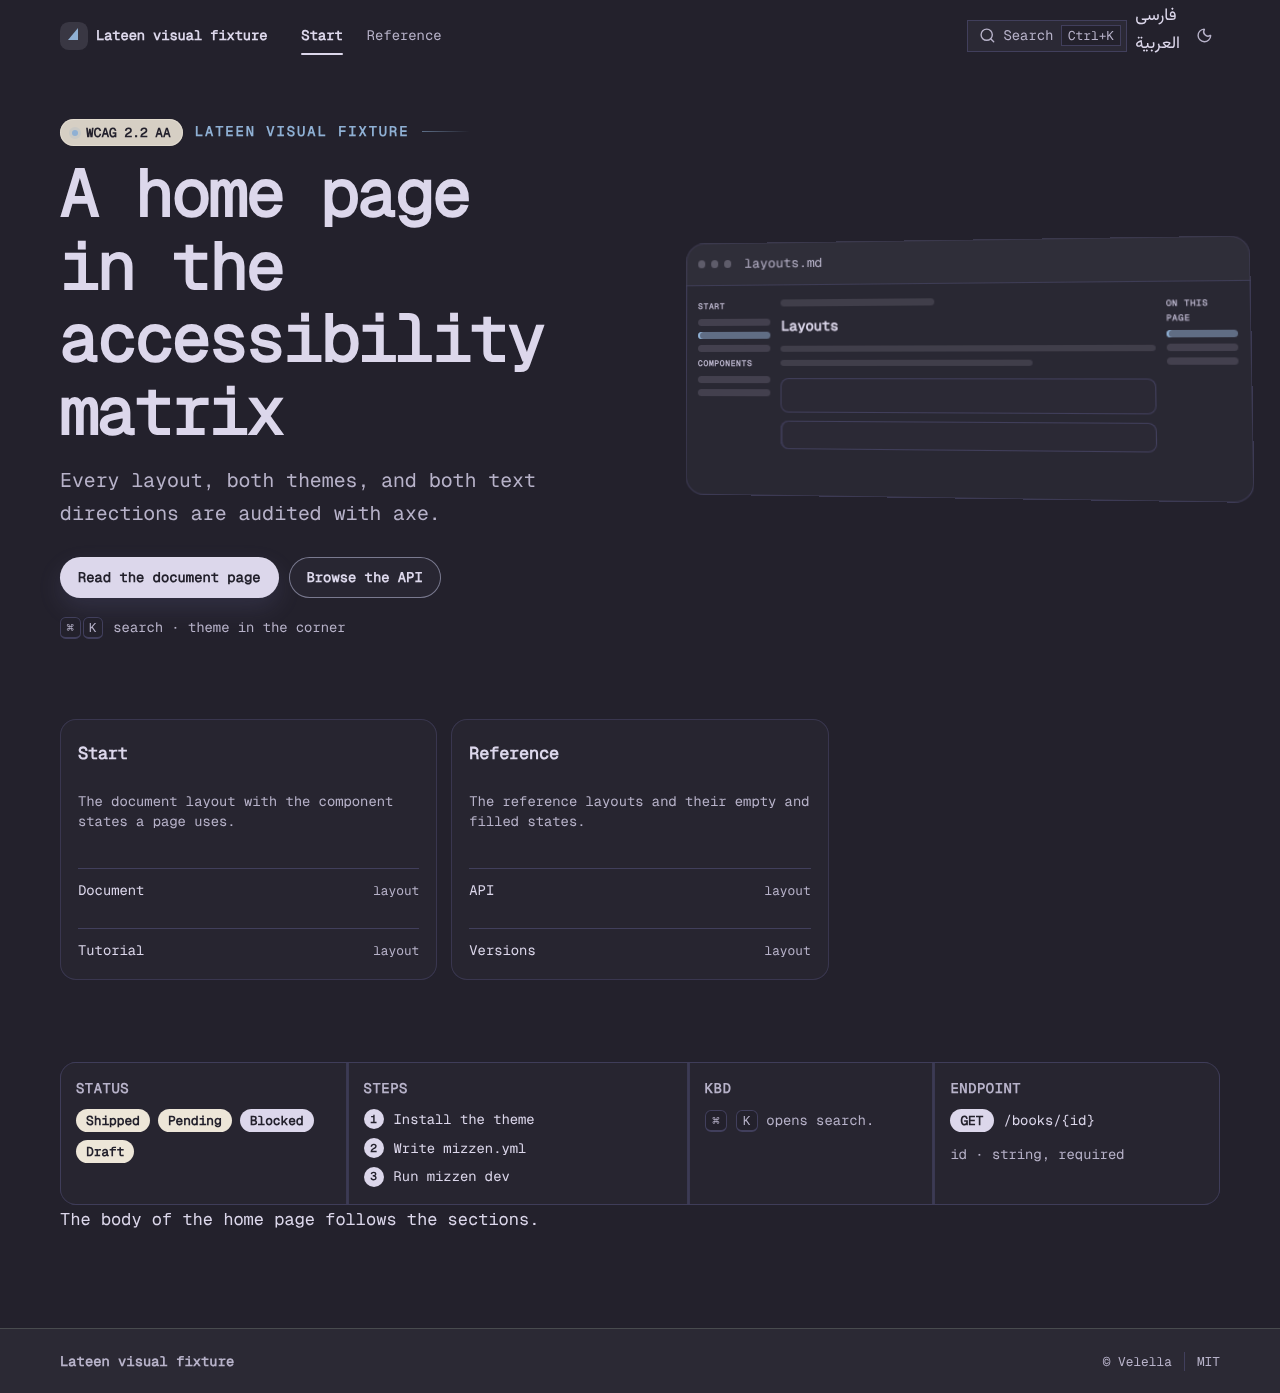 Lateen visual fixture
Start
Reference
Search
Ctrl+K
فارسی
العربية
WCAG 2.2 AA
LATEEN VISUAL FIXTURE
A home page
in the
accessibility
matrix
Every layout, both themes, and both text
directions are audited with axe.
Read the document page
Browse the API
⌘ K search · theme in the corner
layouts.md
START
COMPONENTS
Layouts
ON THIS
PAGE
Start
The document layout with the component
states a page uses.
Document layout
Tutorial layout
Reference
The reference layouts and their empty and
filled states.
API layout
Versions layout
STATUS
Shipped
Pending
Blocked
Draft
STEPS
1 Install the theme
2 Write mizzen.yml
3 Run mizzen dev
KBD
⌘ K opens search.
ENDPOINT
GET /books/{id}
id · string, required
The body of the home page follows the sections.
Lateen visual fixture
© Velella
MIT